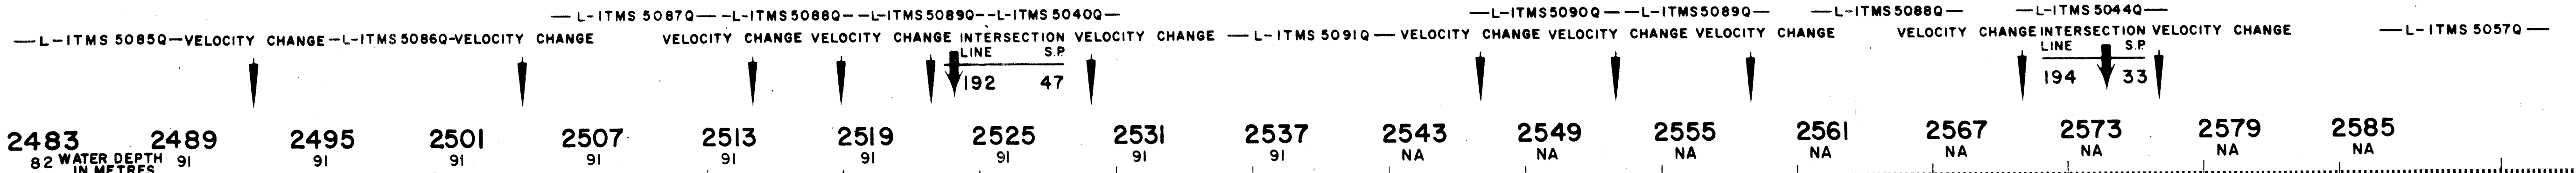 — L-ITMS 5087Q — — L-ITMS 5088Q — — L-ITMS 5089Q — — L-ITMS 5040Q — — L-ITMS 5090Q — — L-ITMS 5089Q — — L-ITMS 5088Q — — L-ITMS 5044Q —
— L-ITMS 5085Q — VELOCITY CHANGE — L-ITMS 5086Q — VELOCITY CHANGE VELOCITY CHANGE VELOCITY CHANGE INTERSECTION VELOCITY CHANGE — L-ITMS 5091Q — VELOCITY CHANGE VELOCITY CHANGE VELOCITY CHANGE VELOCITY CHANGE INTERSECTION VELOCITY CHANGE — L-ITMS 5057Q —
LINE S.P. LINE S.P.
192 47 194 33
2483 2489 2495 2501 2507 2513 2519 2525 2531 2537 2543 2549 2555 2561 2567 2573 2579 2585
82 WATER DEPTH 91 91 91 91 91 91 91 91 91 NA NA NA NA NA NA NA NA
IN METRES